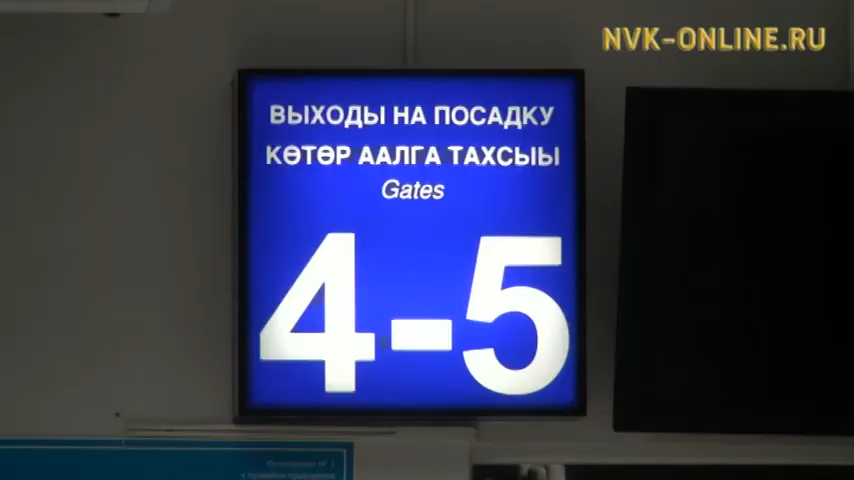 NVK-ONLINE.RU
ВЫХОДЫ НА ПОСАДКУ
КӨТӨР ААЛГА ТАХСЫЫ
Gates
4-5